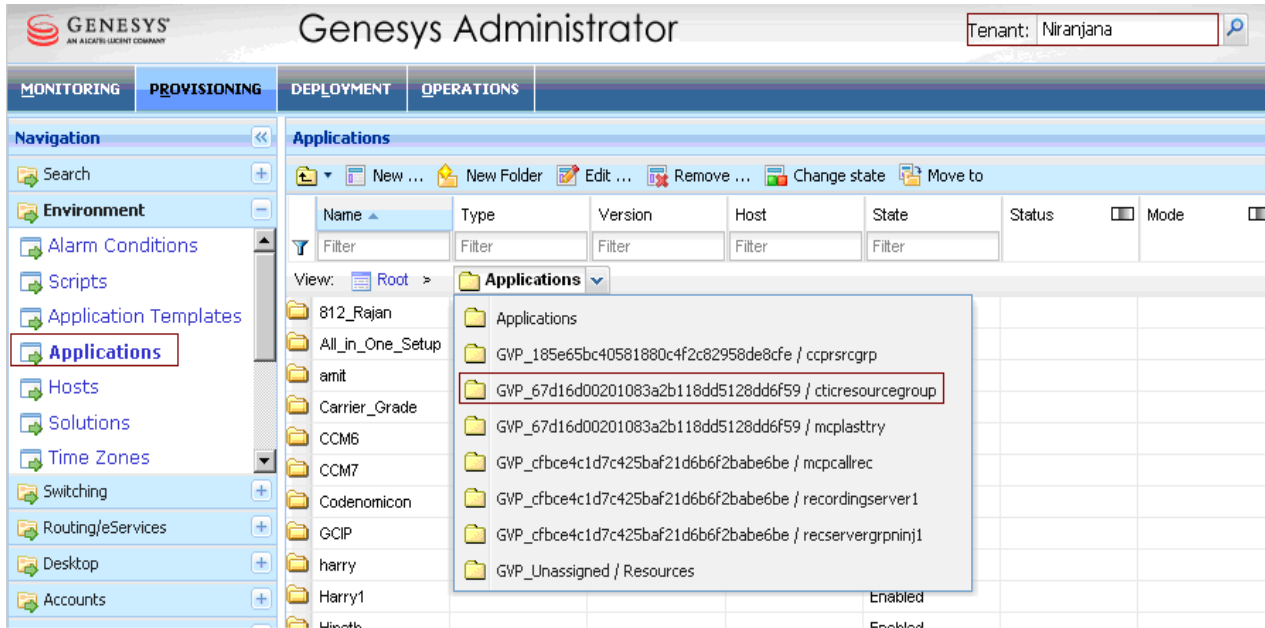 GENESYS
AN ALCATEL-LUCENT COMPANY
Genesys Administrator
Tenant: Niranjana
MONITORING PROVISIONING DEPLOYMENT OPERATIONS
Navigation
Applications
Search
New ... New Folder Edit ... Remove ... Change state Move to
Environment
Name Type Version Host State Status Mode
Alarm Conditions
Filter Filter Filter Filter Filter
Scripts
View: Root > Applications
Application Templates
Applications
Hosts
Solutions
Time Zones
Switching
Routing/eServices
Desktop
Accounts
812_Rajan
All_in_One_Setup
amit
Carrier_Grade
CCM6
CCM7
Codenomicon
GCIP
harry
Harry1 Enabled
Applications
GVP_185e65bc40581880c4f2c82958de8cfe / ccprsrcgrp
GVP_67d16d00201083a2b118dd5128dd6f59 / cticresourcegroup
GVP_67d16d00201083a2b118dd5128dd6f59 / mcplasttry
GVP_cfbce4c1d7c425baf21d6b6f2babe6be / mcpcallrec
GVP_cfbce4c1d7c425baf21d6b6f2babe6be / recordingserver1
GVP_cfbce4c1d7c425baf21d6b6f2babe6be / recservergrpninj1
GVP_Unassigned / Resources